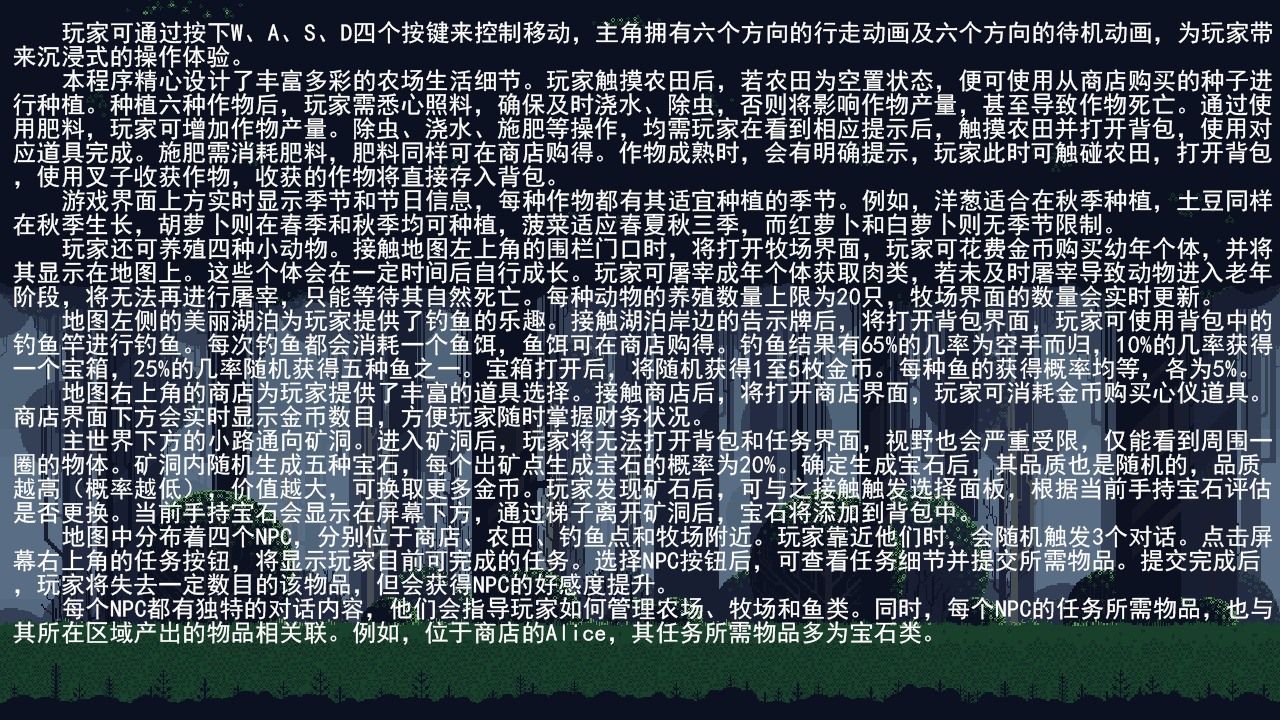 玩家可通过按下W、A、S、D四个按键来控制移动，主角拥有六个方向的行走动画及六个方向的待机动画，为玩家带
来沉浸式的操作体验。
本程序精心设计了丰富多彩的农场生活细节。玩家触摸农田后，若农田为空置状态，便可使用从商店购买的种子进
行种植。种植六种作物后，玩家需悉心照料，确保及时浇水、除虫，否则将影响作物产量，甚至导致作物死亡。通过使
用肥料，玩家可增加作物产量。除虫、浇水、施肥等操作，均需玩家在看到相应提示后，触摸农田并打开背包，使用对
应道具完成。施肥需消耗肥料，肥料同样可在商店购得。作物成熟时，会有明确提示，玩家此时可触碰农田，打开背包
，使用叉子收获作物，收获的作物将直接存入背包。
游戏界面上方实时显示季节和节日信息，每种作物都有其适宜种植的季节。例如，洋葱适合在秋季种植，土豆同样
在秋季生长，胡萝卜则在春季和秋季均可种植，菠菜适应春夏秋三季，而红萝卜和白萝卜则无季节限制。
玩家还可养殖四种小动物。接触地图左上角的围栏门口时，将打开牧场界面，玩家可花费金币购买幼年个体，并将
其显示在地图上。这些个体会在一定时间后自行成长。玩家可屠宰成年个体获取肉类，若未及时屠宰导致动物进入老年
阶段，将无法再进行屠宰，只能等待其自然死亡。每种动物的养殖数量上限为20只，牧场界面的数量会实时更新。
地图左侧的美丽湖泊为玩家提供了钓鱼的乐趣。接触湖泊岸边的告示牌后，将打开背包界面，玩家可使用背包中的
钓鱼竿进行钓鱼。每次钓鱼都会消耗一个鱼饵，鱼饵可在商店购得。钓鱼结果有65%的几率为空手而归，10%的几率获得
一个宝箱，25%的几率随机获得五种鱼之一。宝箱打开后，将随机获得1至5枚金币。每种鱼的获得概率均等，各为5%。
地图右上角的商店为玩家提供了丰富的道具选择。接触商店后，将打开商店界面，玩家可消耗金币购买心仪道具。
商店界面下方会实时显示金币数目，方便玩家随时掌握财务状况。
主世界下方的小路通向矿洞。进入矿洞后，玩家将无法打开背包和任务界面，视野也会严重受限，仅能看到周围一
圈的物体。矿洞内随机生成五种宝石，每个出矿点生成宝石的概率为20%。确定生成宝石后，其品质也是随机的，品质
越高（概率越低），价值越大，可换取更多金币。玩家发现矿石后，可与之接触触发选择面板，根据当前手持宝石评估
是否更换。当前手持宝石会显示在屏幕下方，通过梯子离开矿洞后，宝石将添加到背包中。
地图中分布着四个NPC，分别位于商店、农田、钓鱼点和牧场附近。玩家靠近他们时，会随机触发3个对话。点击屏
幕右上角的任务按钮，将显示玩家目前可完成的任务。选择NPC按钮后，可查看任务细节并提交所需物品。提交完成后
，玩家将失去一定数目的该物品，但会获得NPC的好感度提升。
每个NPC都有独特的对话内容，他们会指导玩家如何管理农场、牧场和鱼类。同时，每个NPC的任务所需物品，也与
其所在区域产出的物品相关联。例如，位于商店的Alice，其任务所需物品多为宝石类。